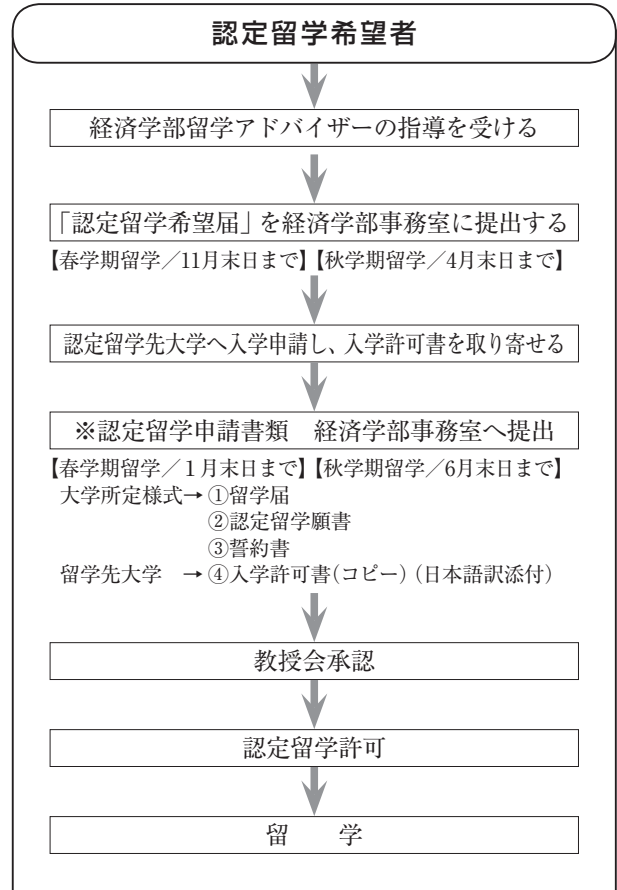 認定留学希望者
経済学部留学アドバイザーの指導を受ける
「認定留学希望届」を経済学部事務室に提出する
【春学期留学／11月末日まで】【秋学期留学／4月末日まで】
認定留学先大学へ入学申請し、入学許可書を取り寄せる
※認定留学申請書類　経済学部事務室へ提出
【春学期留学／１月末日まで】【秋学期留学／6月末日まで】
大学所定様式→ ①留学届
②認定留学願書
③誓約書
留学先大学　→ ④入学許可書（コピー）（日本語訳添付）
教授会承認
認定留学許可
留　　学